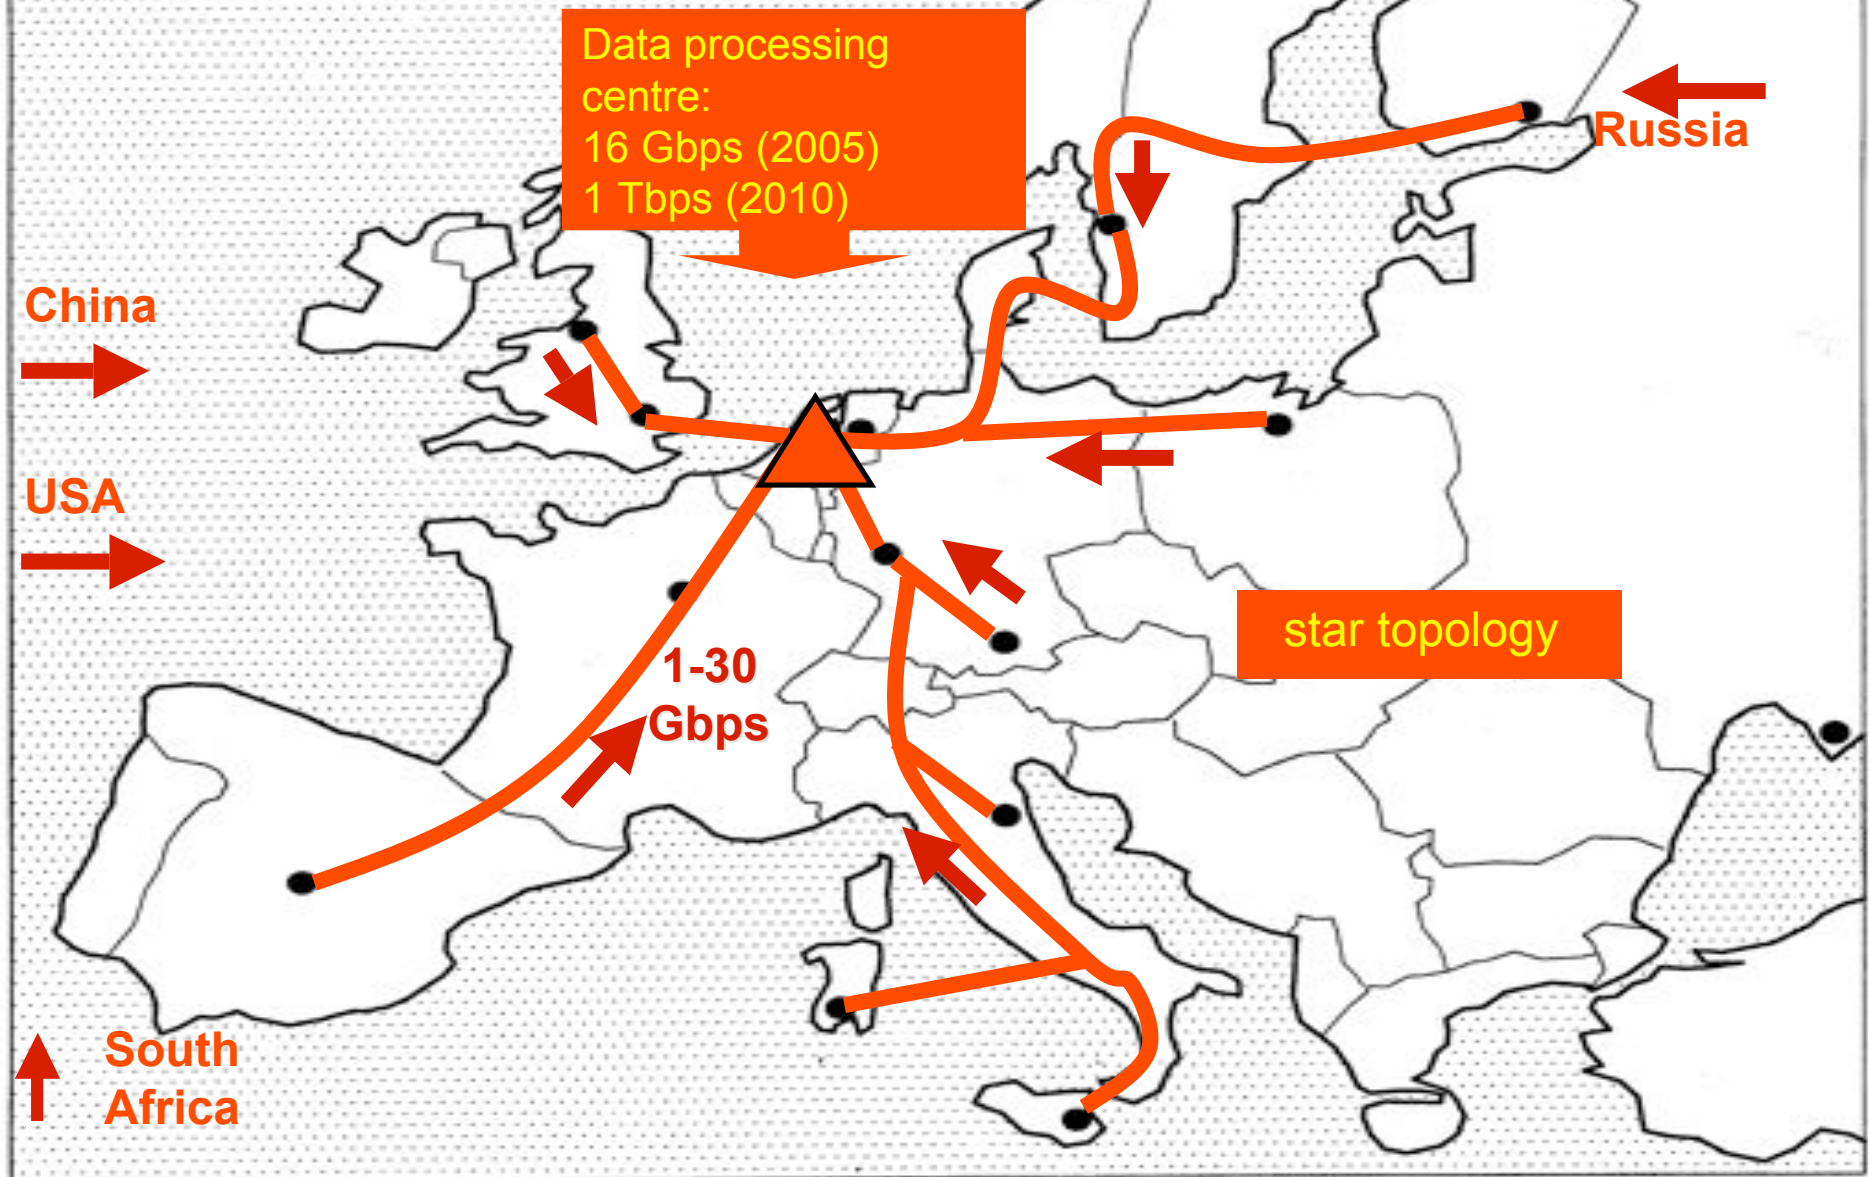 Data processing
centre:
16 Gbps (2005)
1 Tbps (2010)
Russia
China
USA
star topology
1-30
Gbps
South
Africa